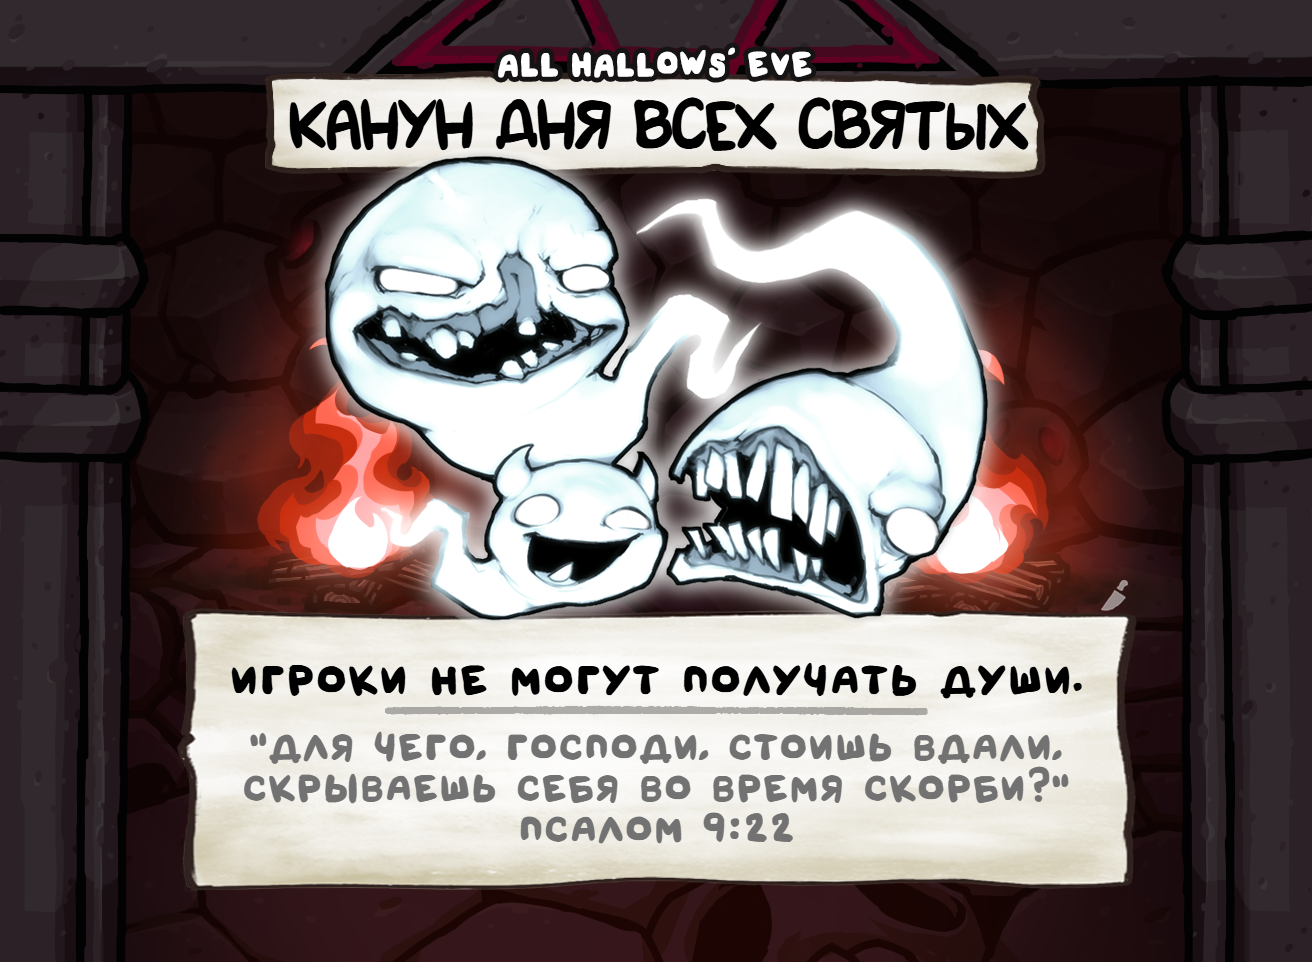 ALL HALLOWS' EVE
КАНУН ДНЯ ВСЕХ СВЯТЫХ
ИГРОКИ НЕ МОГУТ ПОЛУЧАТЬ ДУШИ.
"ДЛЯ ЧЕГО, ГОСПОДИ, СТОИШЬ ВДАЛИ,
СКРЫВАЕШЬ СЕБЯ ВО ВРЕМЯ СКОРБИ?"
ПСАЛОМ 9:22